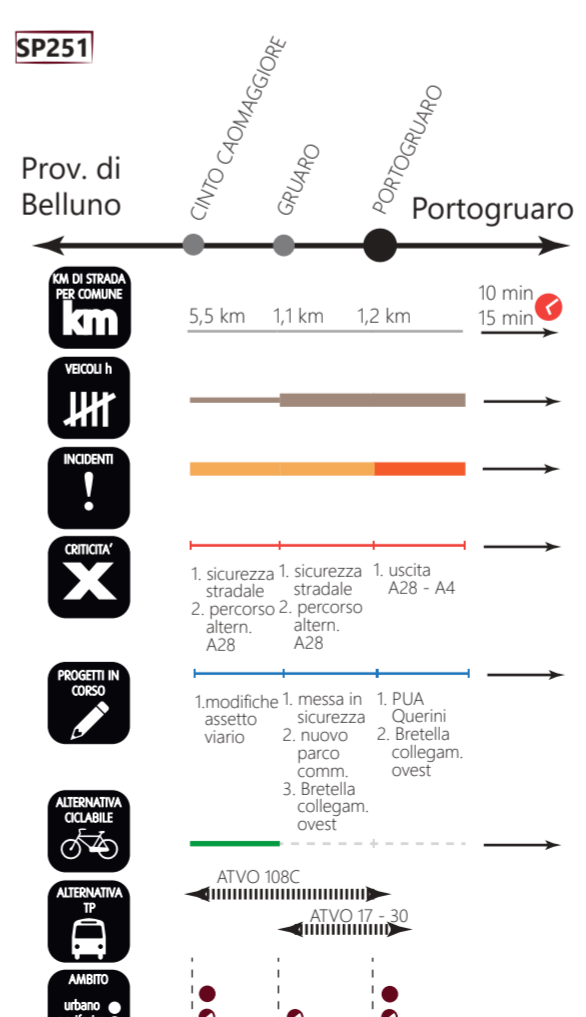 SP251
CINTO CAOMAGGIORE
GRUARO
PORTOGRUARO
Prov. di
Belluno
Portogruaro
KM DI STRADA
PER COMUNE
km
5,5 km
1,1 km
1,2 km
10 min
15 min
VEICOLI h
INCIDENTI
!
CRITICITA'
X
1. sicurezza
stradale
2. percorso
altern.
A28
1. sicurezza
stradale
2. percorso
altern.
A28
1. uscita
A28 - A4
PROGETTI IN
CORSO
1.modifiche
assetto
viario
1. messa in
sicurezza
2. nuovo
parco
comm.
3. Bretella
collegam.
ovest
1. PUA
Querini
2. Bretella
collegam.
ovest
ALTERNATIVA
CICLABILE
ALTERNATIVA
TP
ATVO 108C
ATVO 17 - 30
AMBITO
urbano